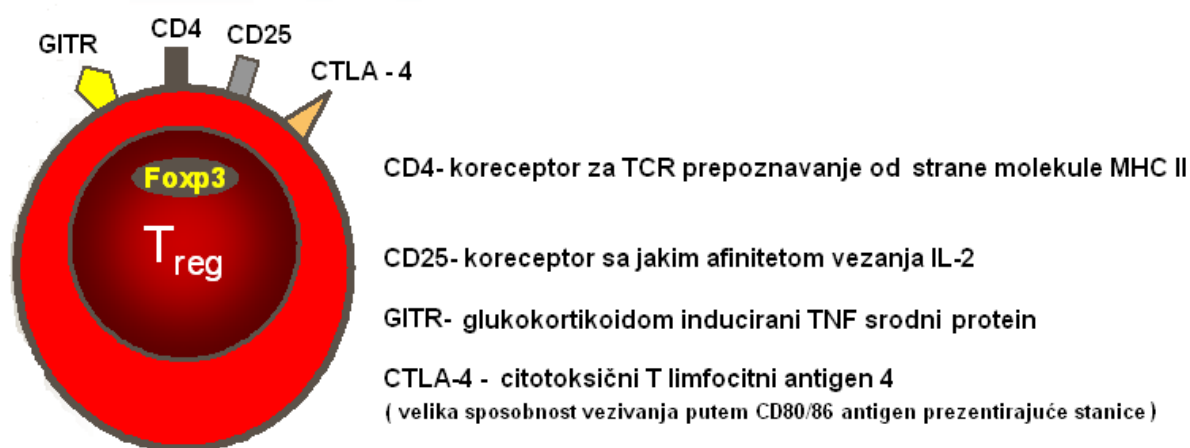 GITR
CD4
CD25
CTLA - 4
Foxp3
Treg
CD4- koreceptor za TCR prepoznavanje od strane molekule MHC II
CD25- koreceptor sa jakim afinitetom vezanja IL-2
GITR- glukokortikoidom inducirani TNF srodni protein
CTLA-4 - citotoksični T limfocitni antigen 4
( velika sposobnost vezivanja putem CD80/86 antigen prezentirajuće stanice )